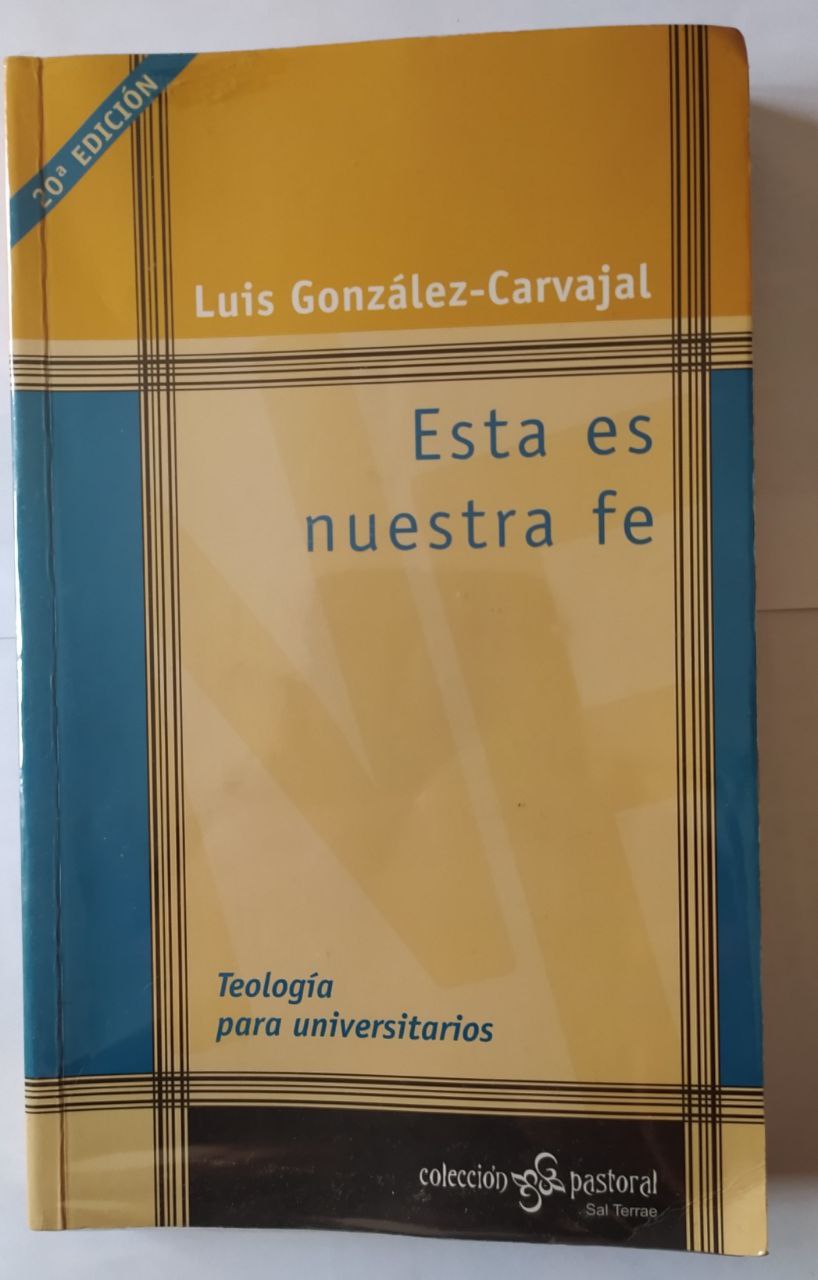 20ª EDICIÓN
Luis González-Carvajal
Esta es
nuestra fe
Teología
para universitarios
colección pastoral
Sal Terrae